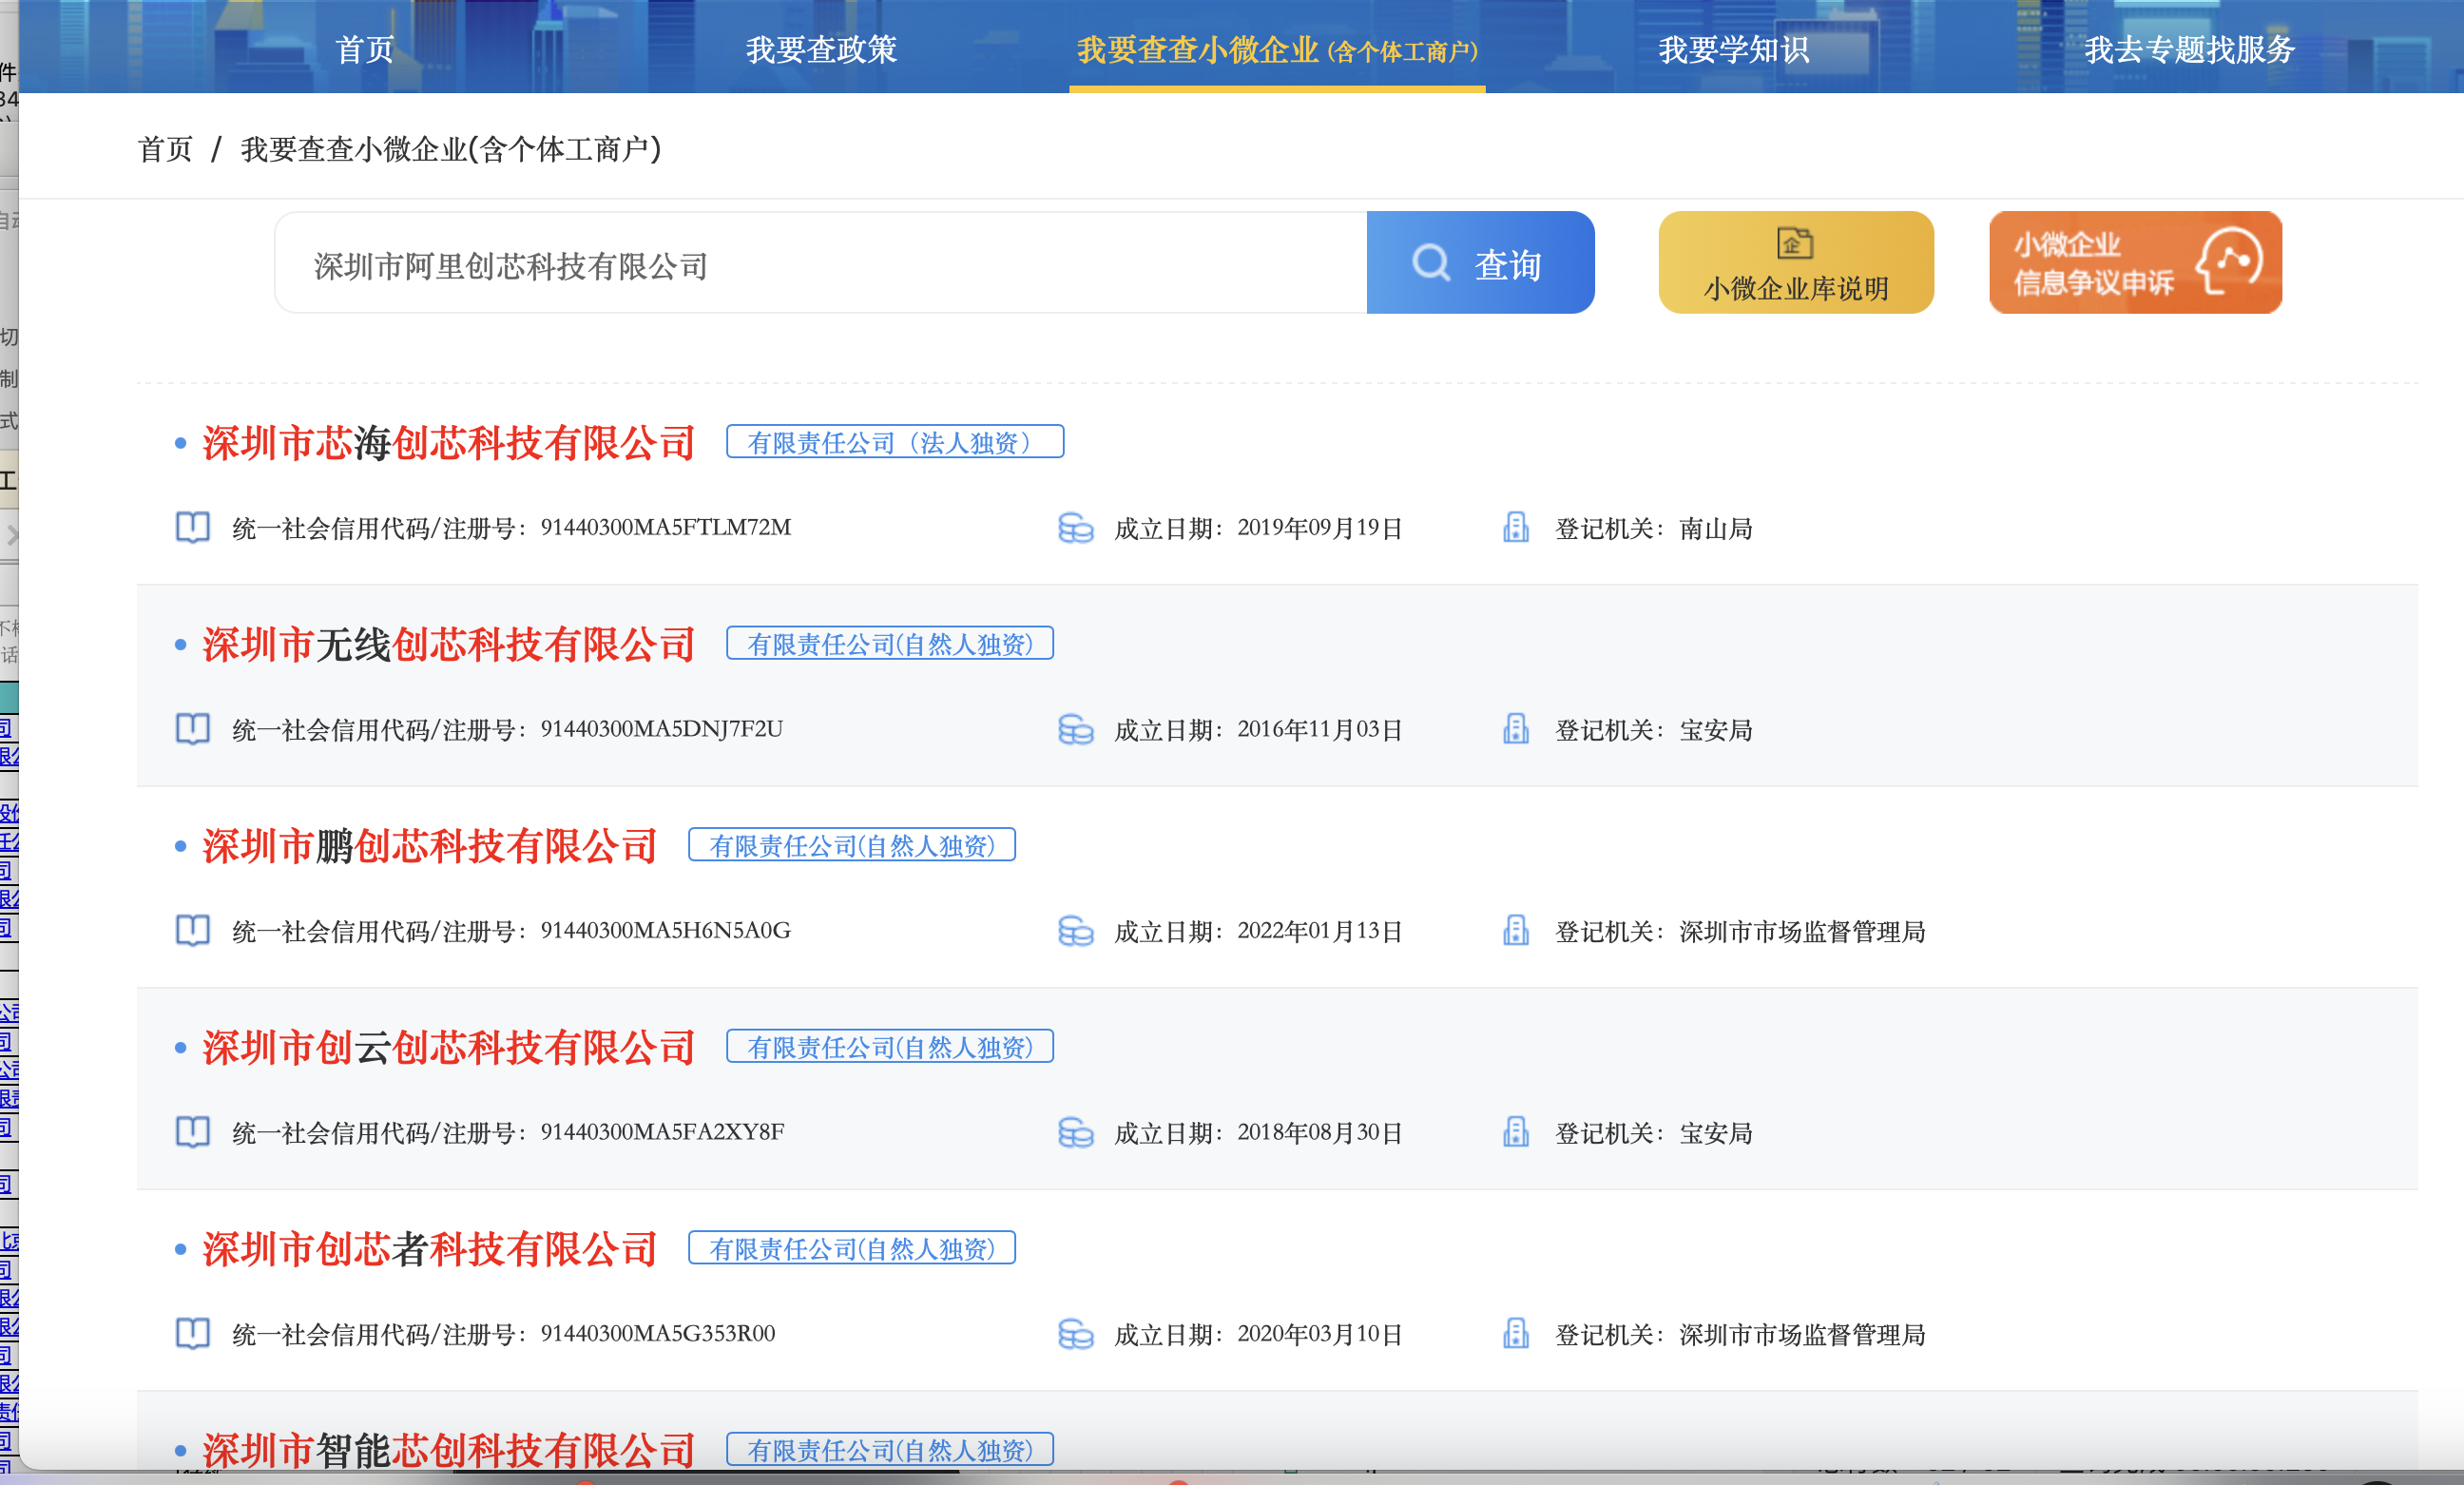 首页 我要查政策 我要查查小微企业 (含个体工商户) 我要学知识 我去专题找服务
首页 / 我要查查小微企业(含个体工商户)
深圳市阿里创芯科技有限公司 查询
小微企业库说明
小微企业
信息争议申诉
深圳市芯海创芯科技有限公司 有限责任公司（法人独资）
统一社会信用代码/注册号： 91440300MA5FTLM72M 成立日期： 2019年09月19日 登记机关： 南山局
深圳市无线创芯科技有限公司 有限责任公司(自然人独资)
统一社会信用代码/注册号： 91440300MA5DNJ7F2U 成立日期： 2016年11月03日 登记机关： 宝安局
深圳市鹏创芯科技有限公司 有限责任公司(自然人独资)
统一社会信用代码/注册号： 91440300MA5H6N5A0G 成立日期： 2022年01月13日 登记机关： 深圳市市场监督管理局
深圳市创云创芯科技有限公司 有限责任公司(自然人独资)
统一社会信用代码/注册号： 91440300MA5FA2XY8F 成立日期： 2018年08月30日 登记机关： 宝安局
深圳市创芯者科技有限公司 有限责任公司(自然人独资)
统一社会信用代码/注册号： 91440300MA5G353R00 成立日期： 2020年03月10日 登记机关： 深圳市市场监督管理局
深圳市智能芯创科技有限公司 有限责任公司(自然人独资)